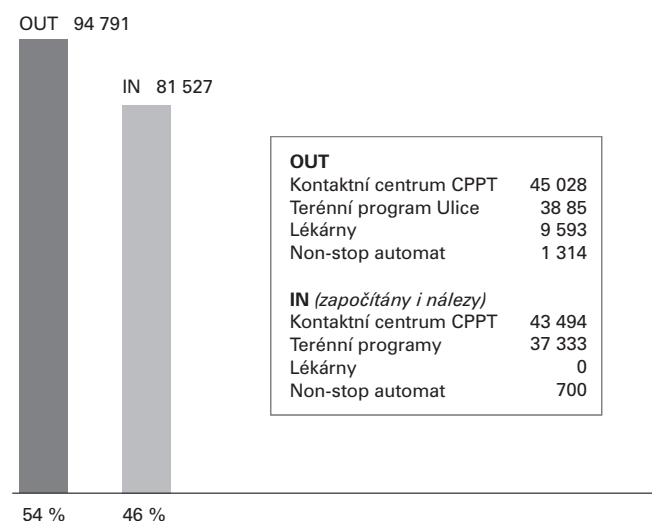 OUT 94 791
IN 81 527
OUT
Kontaktní centrum CPPT 45 028
Terénní program Ulice 38 85
Lékárny 9 593
Non-stop automat 1 314
IN (započítány i nálezy)
Kontaktní centrum CPPT 43 494
Terénní programy 37 333
Lékárny 0
Non-stop automat 700
54 % 46 %